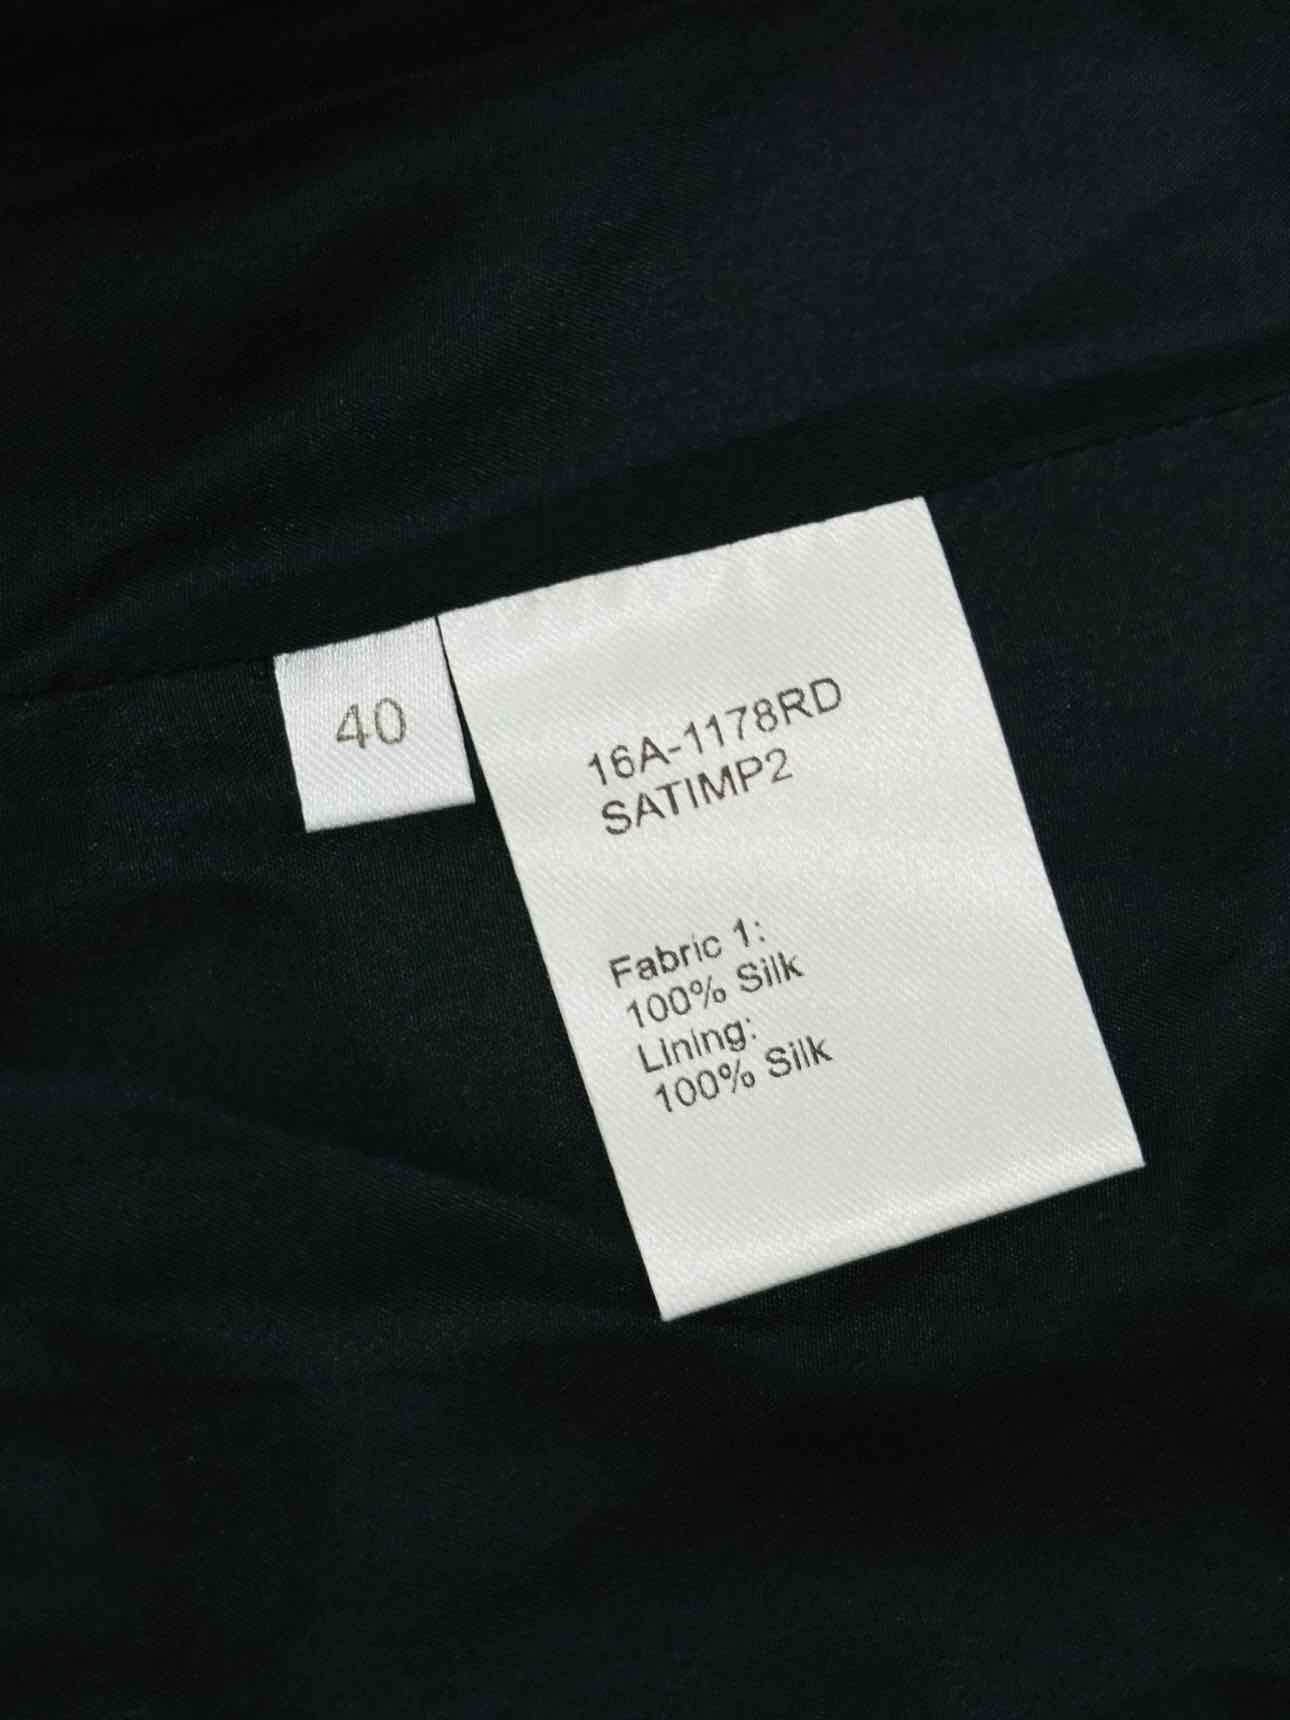 40
16A-1178RD
SATIMP2
Fabric 1:
100% Silk
Lining:
100% Silk